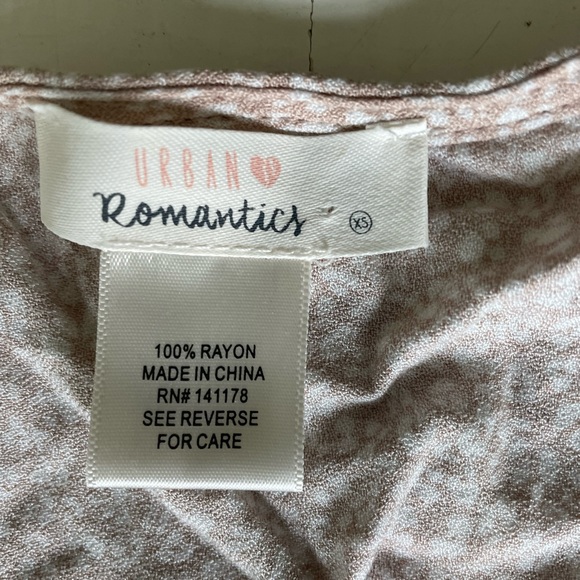 URBAN
Romantics
XS
100% RAYON
MADE IN CHINA
RN# 141178
SEE REVERSE
FOR CARE